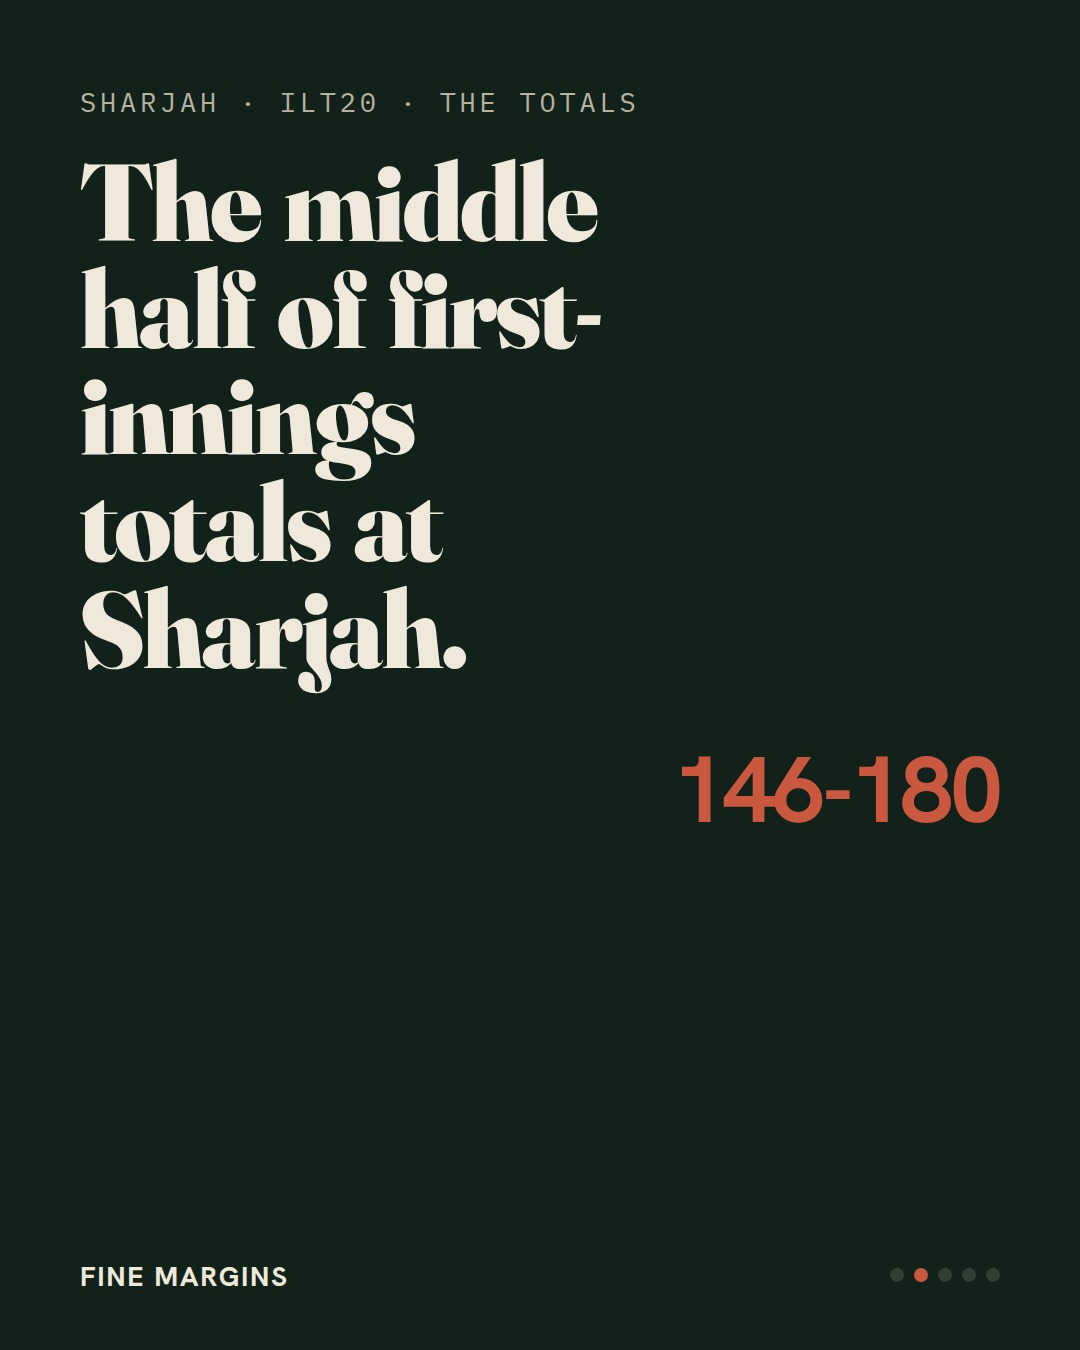 SHARJAH · ILT20 · THE TOTALS
The middle
half of first-
innings
totals at
Sharjah.
146-180
FINE MARGINS